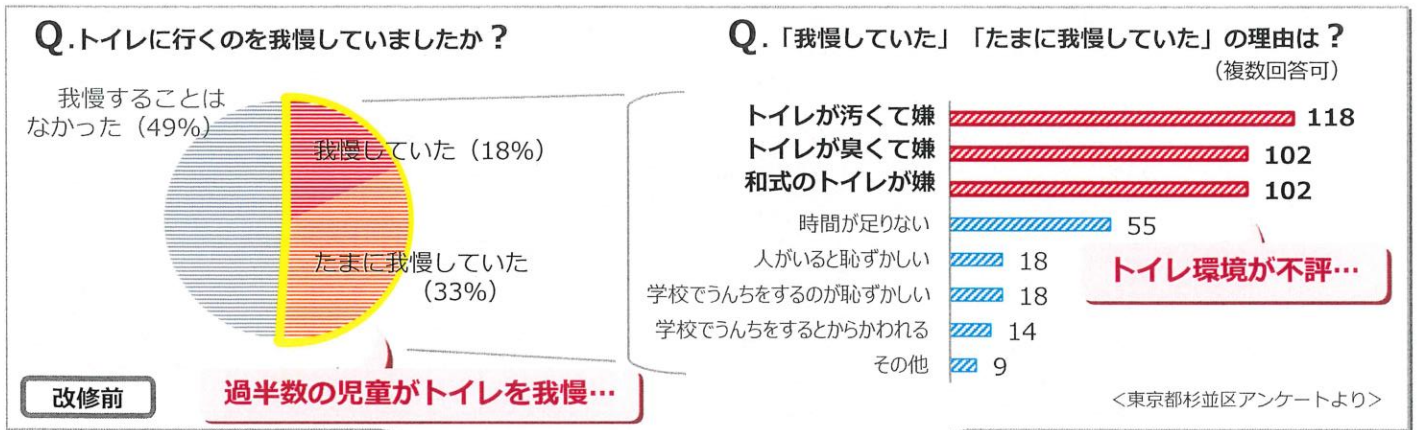 Q.トイレに行くのを我慢していましたか？
我慢することは
なかった（49%）
我慢していた（18%）
たまに我慢していた
（33%）
改修前
過半数の児童がトイレを我慢…
Q.「我慢していた」「たまに我慢していた」の理由は？
（複数回答可）
トイレが汚くて嫌 118
トイレが臭くて嫌 102
和式のトイレが嫌 102
時間が足りない 55
人がいると恥ずかしい 18
学校でうんちをするのが恥ずかしい 18
学校でうんちをするとからかわれる 14
その他 9
トイレ環境が不評…
＜東京都杉並区アンケートより＞